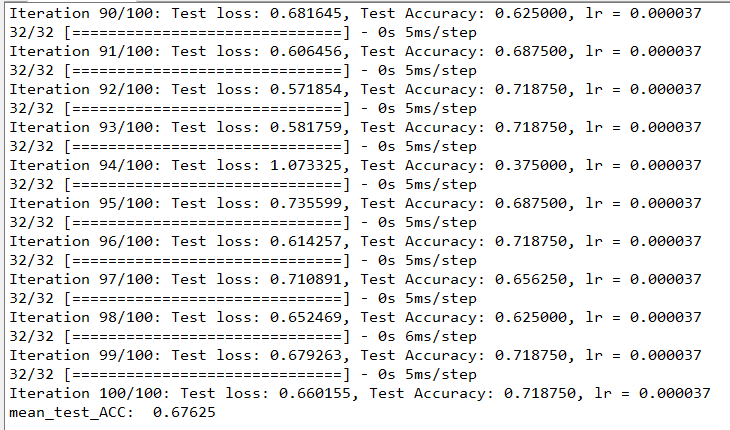 Iteration 90/100: Test loss: 0.681645, Test Accuracy: 0.625000, lr = 0.000037
32/32 [==============================] - 0s 5ms/step
Iteration 91/100: Test loss: 0.606456, Test Accuracy: 0.687500, lr = 0.000037
32/32 [==============================] - 0s 5ms/step
Iteration 92/100: Test loss: 0.571854, Test Accuracy: 0.718750, lr = 0.000037
32/32 [==============================] - 0s 5ms/step
Iteration 93/100: Test loss: 0.581759, Test Accuracy: 0.718750, lr = 0.000037
32/32 [==============================] - 0s 5ms/step
Iteration 94/100: Test loss: 1.073325, Test Accuracy: 0.375000, lr = 0.000037
32/32 [==============================] - 0s 5ms/step
Iteration 95/100: Test loss: 0.735599, Test Accuracy: 0.687500, lr = 0.000037
32/32 [==============================] - 0s 5ms/step
Iteration 96/100: Test loss: 0.614257, Test Accuracy: 0.718750, lr = 0.000037
32/32 [==============================] - 0s 5ms/step
Iteration 97/100: Test loss: 0.710891, Test Accuracy: 0.656250, lr = 0.000037
32/32 [==============================] - 0s 5ms/step
Iteration 98/100: Test loss: 0.652469, Test Accuracy: 0.625000, lr = 0.000037
32/32 [==============================] - 0s 6ms/step
Iteration 99/100: Test loss: 0.679263, Test Accuracy: 0.718750, lr = 0.000037
32/32 [==============================] - 0s 5ms/step
Iteration 100/100: Test loss: 0.660155, Test Accuracy: 0.718750, lr = 0.000037
mean_test_ACC:  0.67625